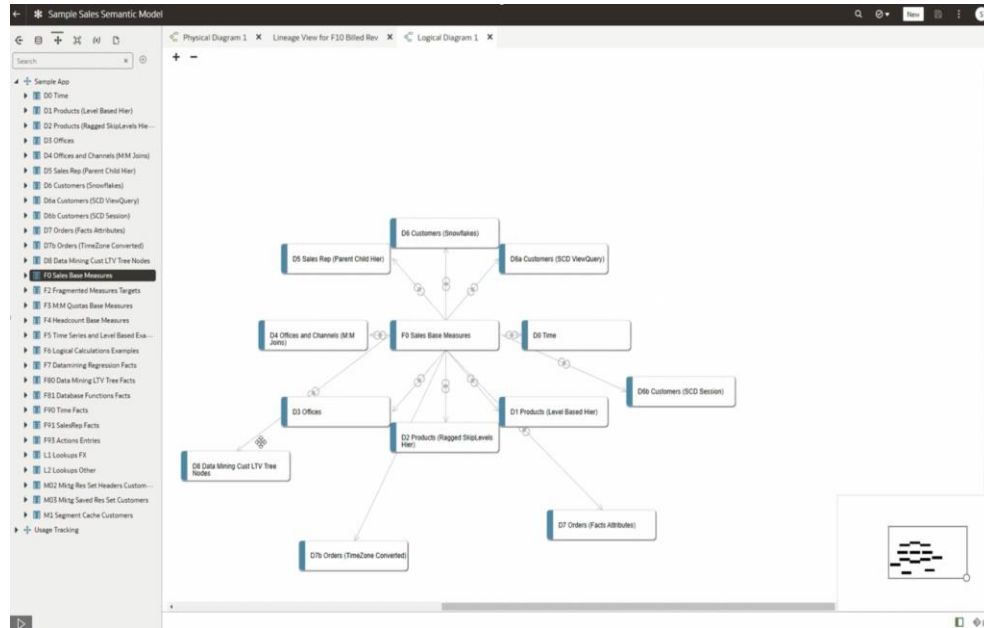 Sample Sales Semantic Model
New
Physical Diagram 1
Lineage View for F10 Billed Rev
Logical Diagram 1
Search
Sample App
D0 Time
D1 Products (Level Based Hier)
D2 Products (Ragged SkipLevels Hie...
D3 Offices
D4 Offices and Channels (M:M Joins)
D5 Sales Rep (Parent Child Hier)
D6 Customers (Snowflakes)
D6a Customers (SCD ViewQuery)
D6b Customers (SCD Session)
D7 Orders (Facts Attributes)
D7b Orders (TimeZone Converted)
D8 Data Mining Cust LTV Tree Nodes
F0 Sales Base Measures
F2 Fragmented Measures Targets
F3 M:M Quotas Base Measures
F4 Headcount Base Measures
F5 Time Series and Level Based Exa...
F6 Logical Calculations Examples
F7 Datamining Regression Facts
F80 Data Mining LTV Tree Facts
F81 Database Functions Facts
F90 Time Facts
F91 SalesRep Facts
F93 Actions Entries
L1 Lookups FX
L2 Lookups Other
M02 Mktg Res Set Headers Custom...
M03 Mktg Saved Res Set Customers
M1 Segment Cache Customers
Usage Tracking
D6 Customers (Snowflakes)
D5 Sales Rep (Parent Child Hier)
D6a Customers (SCD ViewQuery)
D4 Offices and Channels (M:M
Joins)
F0 Sales Base Measures
D0 Time
D6b Customers (SCD Session)
D3 Offices
D1 Products (Level Based Hier)
D2 Products (Ragged SkipLevels
Hier)
D8 Data Mining Cust LTV Tree
Nodes
D7 Orders (Facts Attributes)
D7b Orders (TimeZone Converted)